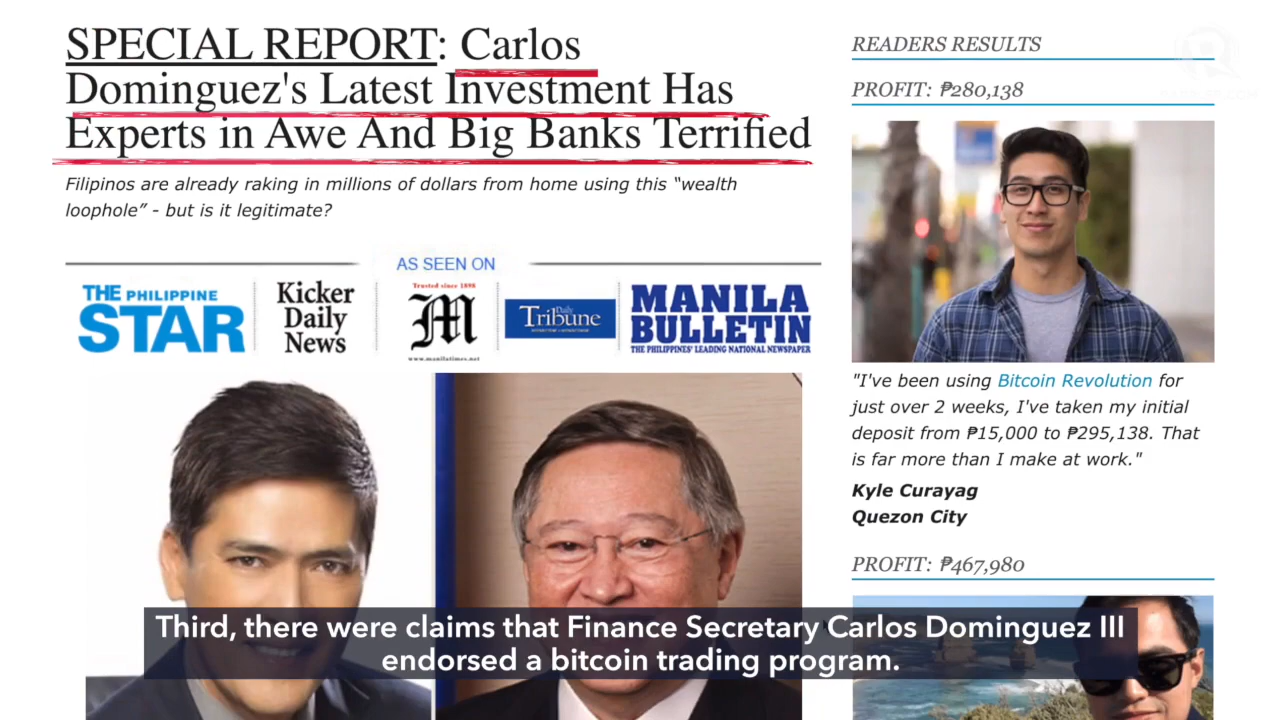 SPECIAL REPORT: Carlos
Dominguez's Latest Investment Has
Experts in Awe And Big Banks Terrified
Filipinos are already raking in millions of dollars from home using this “wealth
loophole” - but is it legitimate?
AS SEEN ON
THE PHILIPPINE
STAR
Kicker
Daily
News
Trusted since 1898
M
www.manilatimes.net
Daily
Tribune
MANILA
BULLETIN
THE PHILIPPINES' LEADING NATIONAL NEWSPAPER
READERS RESULTS
PROFIT: ₱280,138
"I've been using Bitcoin Revolution for
just over 2 weeks, I've taken my initial
deposit from ₱15,000 to ₱295,138. That
is far more than I make at work."
Kyle Curayag
Quezon City
PROFIT: ₱467,980
Third, there were claims that Finance Secretary Carlos Dominguez III
endorsed a bitcoin trading program.